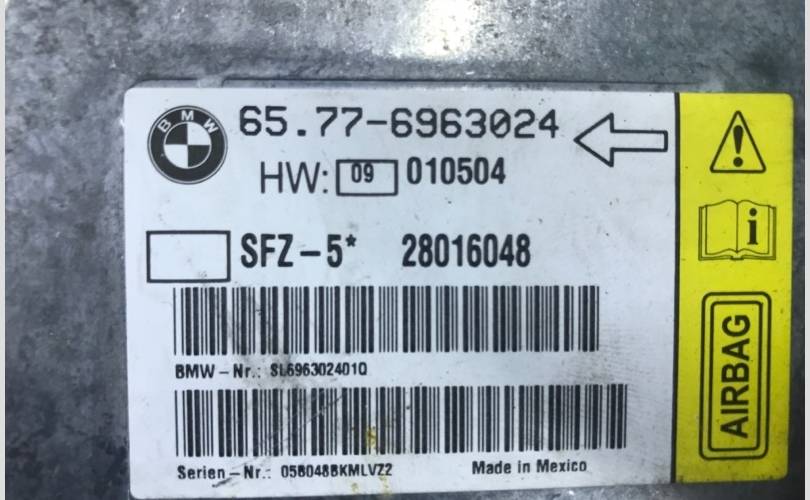 BMW
65.77-6963024
HW: 09 010504
SFZ-5* 28016048
BMW-Nr.: SL696302401Q
Serien-Nr.: 058048BKMLVZ2 Made in Mexico
i
AIRBAG